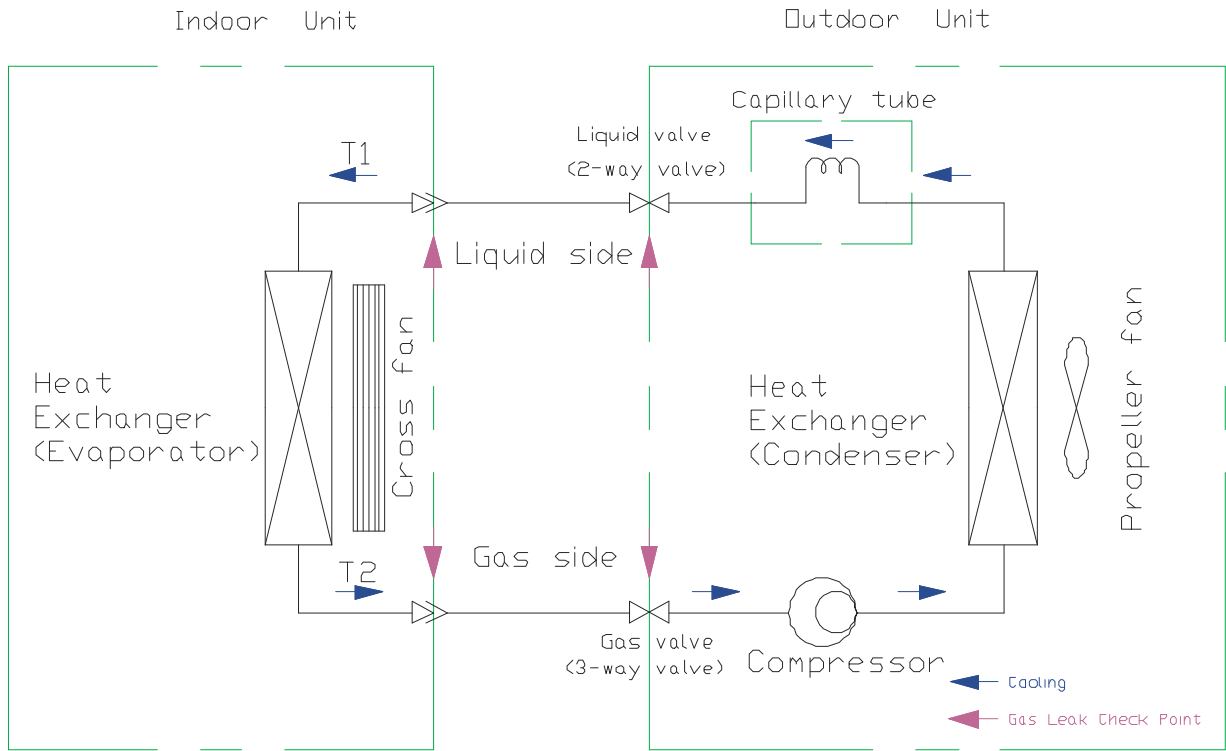 Indoor Unit
Outdoor Unit
Capillary tube
Liquid valve
(2-way valve)
T1
Liquid side
Heat
Exchanger
(Evaporator)
Cross fan
Heat
Exchanger
(Condenser)
Propeller fan
Gas side
T2
Gas valve
(3-way valve)
Compressor
Cooling
Gas Leak Check Point